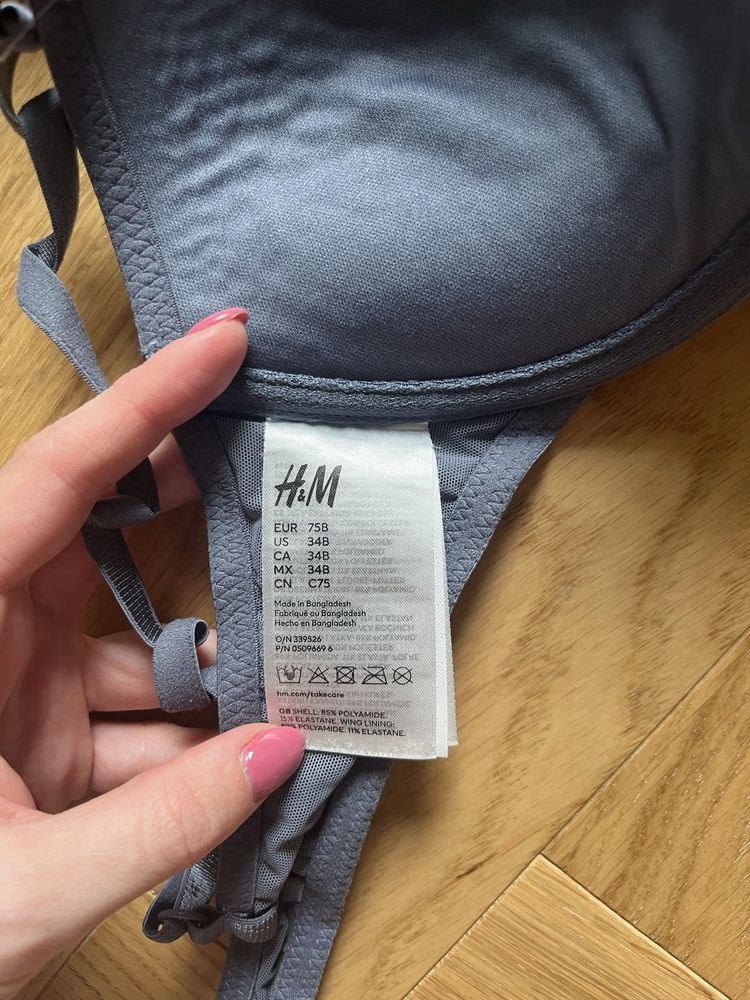 H&M
EUR 75B
US 34B
CA 34B
MX 34B
CN C75
Made in Bangladesh
Fabriqué au Bangladesh
Hecho en Bangladesh
O/N 339526
P/N 0509669 6
hm.com/takecare
GB SHELL: 85% POLYAMIDE.
15% ELASTANE. WING LINING:
89% POLYAMIDE. 11% ELASTANE.